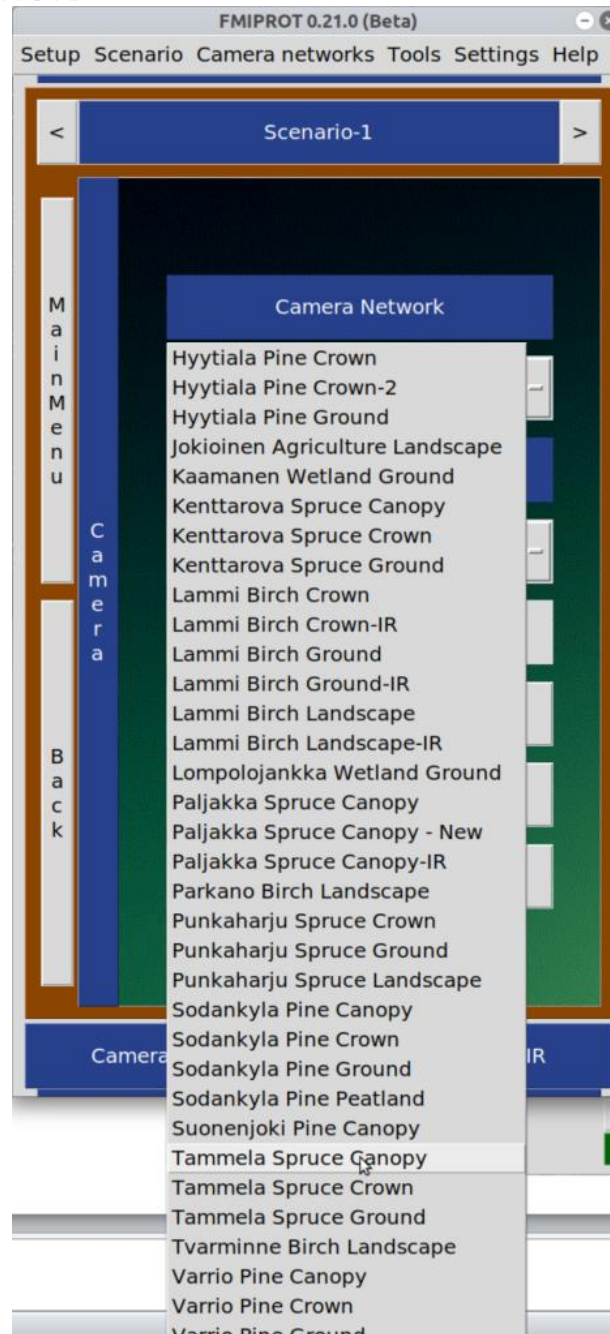 FMIPROT 0.21.0 (Beta)
Setup Scenario Camera networks Tools Settings Help
< Scenario-1 >
MainMenu
Back
Camera
Camera Network
Hyytiala Pine Crown
Hyytiala Pine Crown-2
Hyytiala Pine Ground
Jokioinen Agriculture Landscape
Kaamanen Wetland Ground
Kenttarova Spruce Canopy
Kenttarova Spruce Crown
Kenttarova Spruce Ground
Lammi Birch Crown
Lammi Birch Crown-IR
Lammi Birch Ground
Lammi Birch Ground-IR
Lammi Birch Landscape
Lammi Birch Landscape-IR
Lompolojankka Wetland Ground
Paljakka Spruce Canopy
Paljakka Spruce Canopy - New
Paljakka Spruce Canopy-IR
Parkano Birch Landscape
Punkaharju Spruce Crown
Punkaharju Spruce Ground
Punkaharju Spruce Landscape
Sodankyla Pine Canopy
Sodankyla Pine Crown
Sodankyla Pine Ground
Sodankyla Pine Peatland
Suonenjoki Pine Canopy
Tammela Spruce Canopy
Tammela Spruce Crown
Tammela Spruce Ground
Tvarminne Birch Landscape
Varrio Pine Canopy
Varrio Pine Crown
Varrio Pine Ground
Camera IR